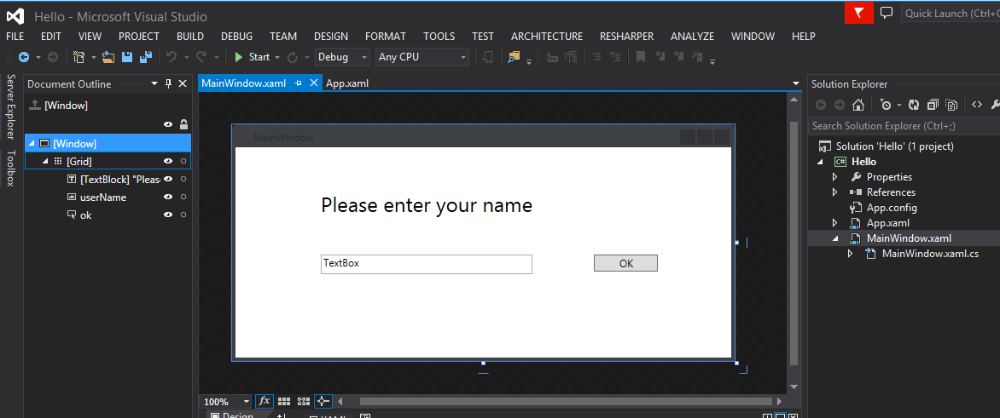 Hello - Microsoft Visual Studio
Quick Launch (Ctrl+
FILE EDIT VIEW PROJECT BUILD DEBUG TEAM DESIGN FORMAT TOOLS TEST ARCHITECTURE RESHARPER ANALYZE WINDOW HELP
Start Debug Any CPU
Server Explorer
Toolbox
Document Outline
[Window]
[Window]
[Grid]
[TextBlock] "Pleas
userName
ok
MainWindow.xaml App.xaml
MainWindow
Please enter your name
TextBox OK
100%
Design XAML
Solution Explorer
Search Solution Explorer (Ctrl+;)
Solution 'Hello' (1 project)
C# Hello
Properties
References
App.config
App.xaml
MainWindow.xaml
MainWindow.xaml.cs